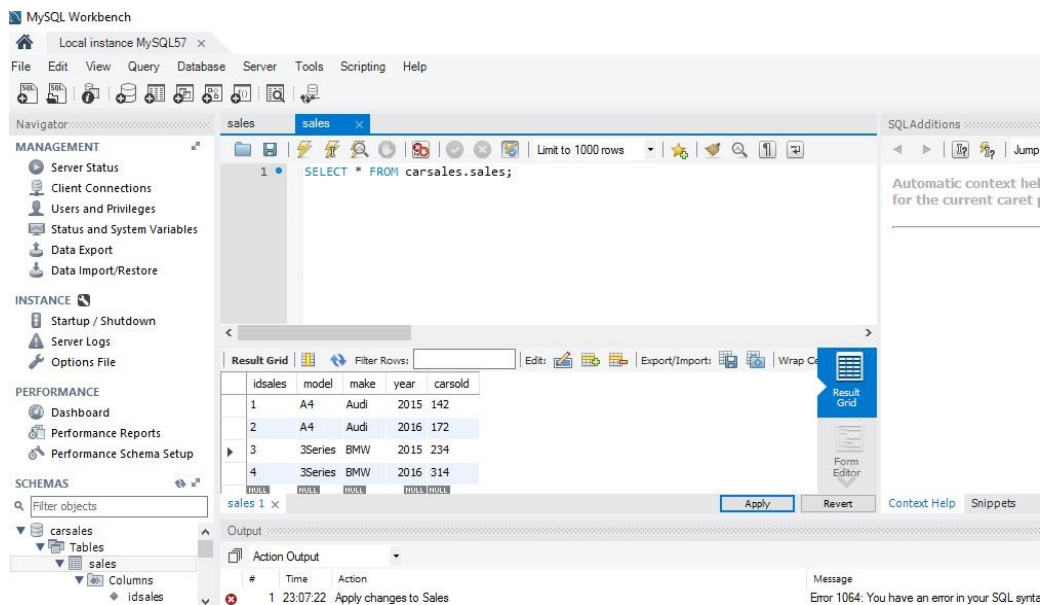 MySQL Workbench
Local instance MySQL57
File Edit View Query Database Server Tools Scripting Help
Navigator
MANAGEMENT
Server Status
Client Connections
Users and Privileges
Status and System Variables
Data Export
Data Import/Restore
INSTANCE
Startup / Shutdown
Server Logs
Options File
PERFORMANCE
Dashboard
Performance Reports
Performance Schema Setup
SCHEMAS
Filter objects
carsales
Tables
sales
Columns
idsales
sales sales
Limit to 1000 rows
1 SELECT * FROM carsales.sales;
Result Grid Filter Rows: Edit: Export/Import: Wrap Ce
idsales model make year carsold
1 A4 Audi 2015 142
2 A4 Audi 2016 172
3 3Series BMW 2015 234
4 3Series BMW 2016 314
NULL NULL NULL NULL NULL
Result Grid
Form Editor
sales 1 Apply Revert
Output
Action Output
# Time Action Message
1 23:07:22 Apply changes to Sales Error 1064: You have an error in your SQL synta
SQLAdditions
Jump
Automatic context hel
for the current caret p
Context Help Snippets